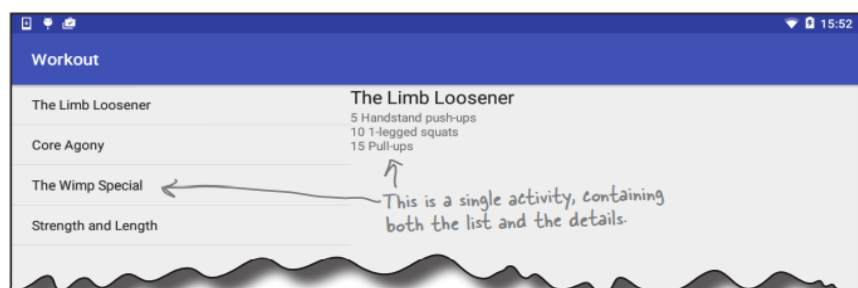 15:52
Workout
The Limb Loosener
Core Agony
The Wimp Special
Strength and Length
The Limb Loosener
5 Handstand push-ups
10 1-legged squats
15 Pull-ups
This is a single activity, containing
both the list and the details.